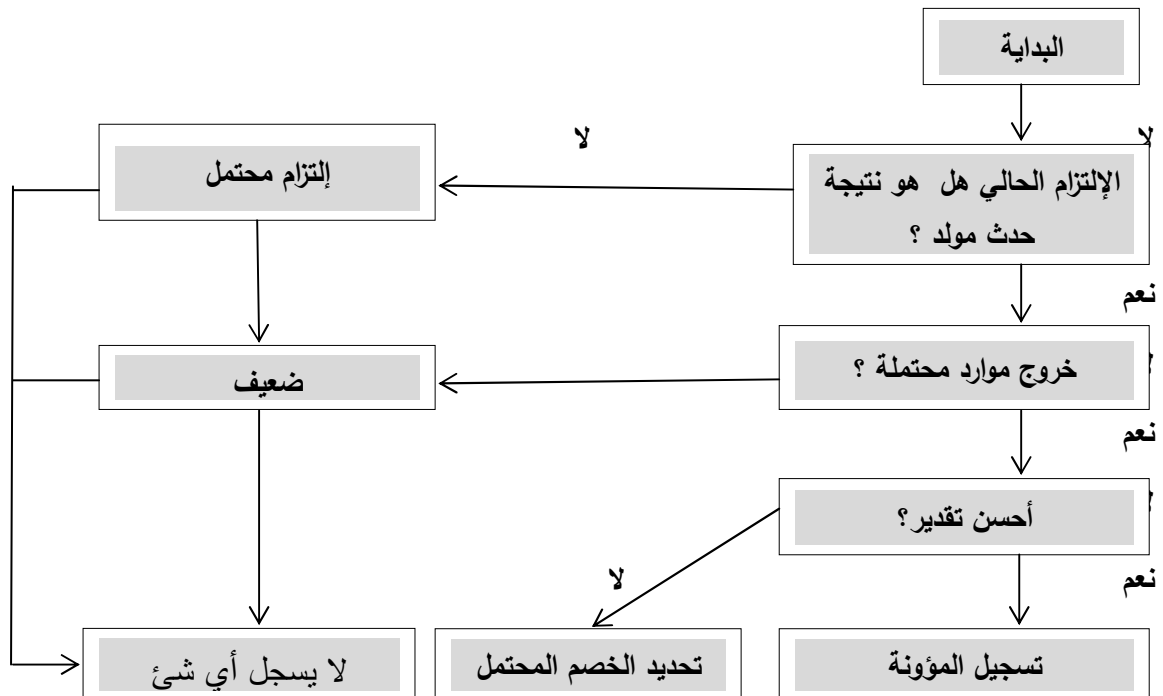 البداية
لا
لا
إلتزام محتمل
الإلتزام الحالي هل هو نتيجة
حدث مولد ؟
نعم
خروج موارد محتملة ؟
ضعيف
نعم
أحسن تقدير؟
لا
نعم
تسجيل المؤونة
تحديد الخصم المحتمل
لا يسجل أي شئ